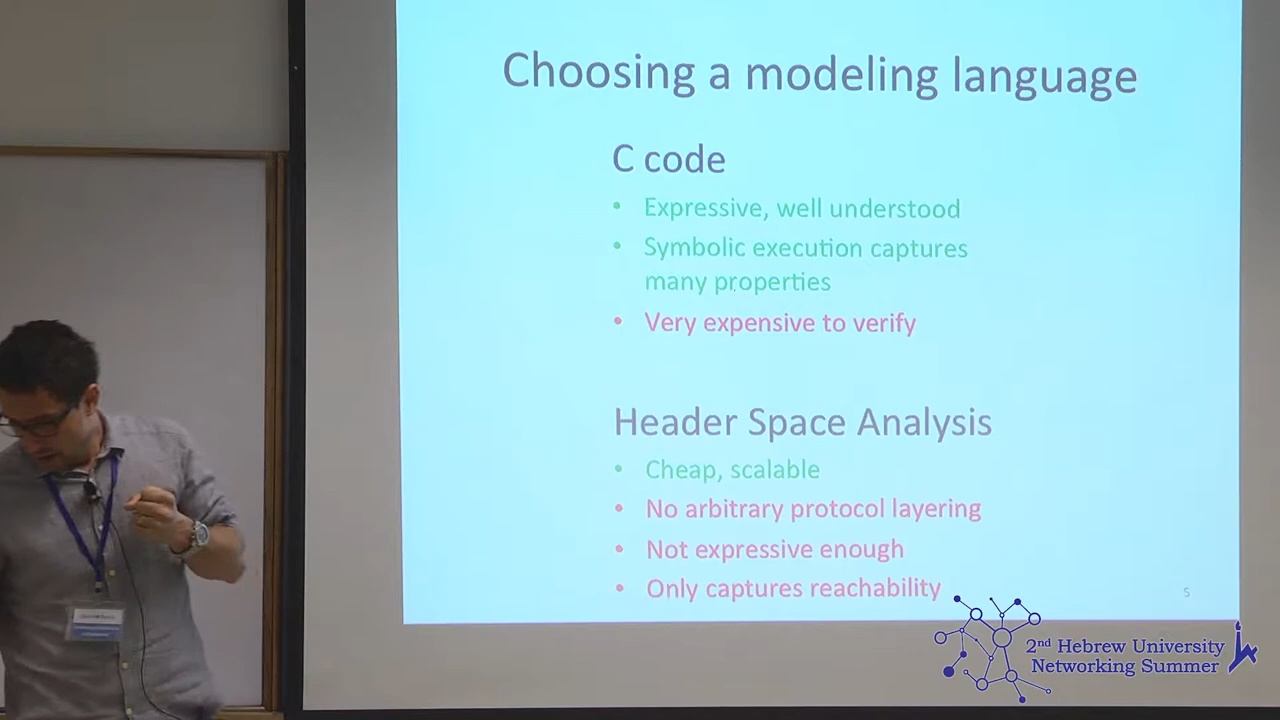 Choosing a modeling language
C code
• Expressive, well understood
• Symbolic execution captures
many properties
• Very expensive to verify
Header Space Analysis
• Cheap, scalable
• No arbitrary protocol layering
• Not expressive enough
• Only captures reachability
5
2nd Hebrew University
Networking Summer